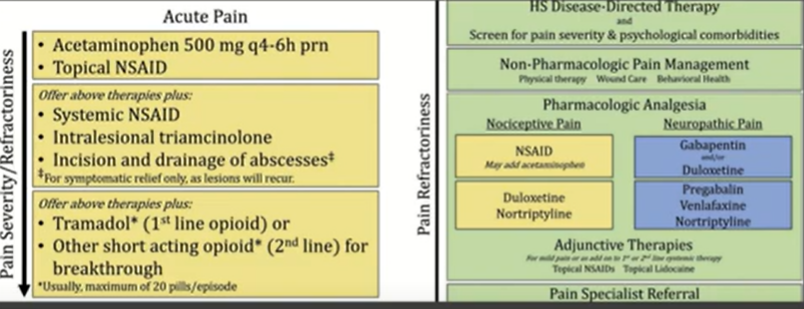 Acute Pain
Pain Severity/Refractoriness
• Acetaminophen 500 mg q4-6h prn
• Topical NSAID
Offer above therapies plus:
• Systemic NSAID
• Intralesional triamcinolone
• Incision and drainage of abscesses‡
‡For symptomatic relief only, as lesions will recur.
Offer above therapies plus:
• Tramadol* (1st line opioid) or
• Other short acting opioid* (2nd line) for
breakthrough
*Usually, maximum of 20 pills/episode
Pain Refractoriness
HS Disease-Directed Therapy
and
Screen for pain severity & psychological comorbidities
Non-Pharmacologic Pain Management
Physical therapy Wound Care Behavioral Health
Pharmacologic Analgesia
Nociceptive Pain
NSAID
May add acetaminophen
Duloxetine
Nortriptyline
Neuropathic Pain
Gabapentin
and/or
Duloxetine
Pregabalin
Venlafaxine
Nortriptyline
Adjunctive Therapies
For mild pain or as add on to 1st or 2nd line systemic therapy
Topical NSAIDs Topical Lidocaine
Pain Specialist Referral